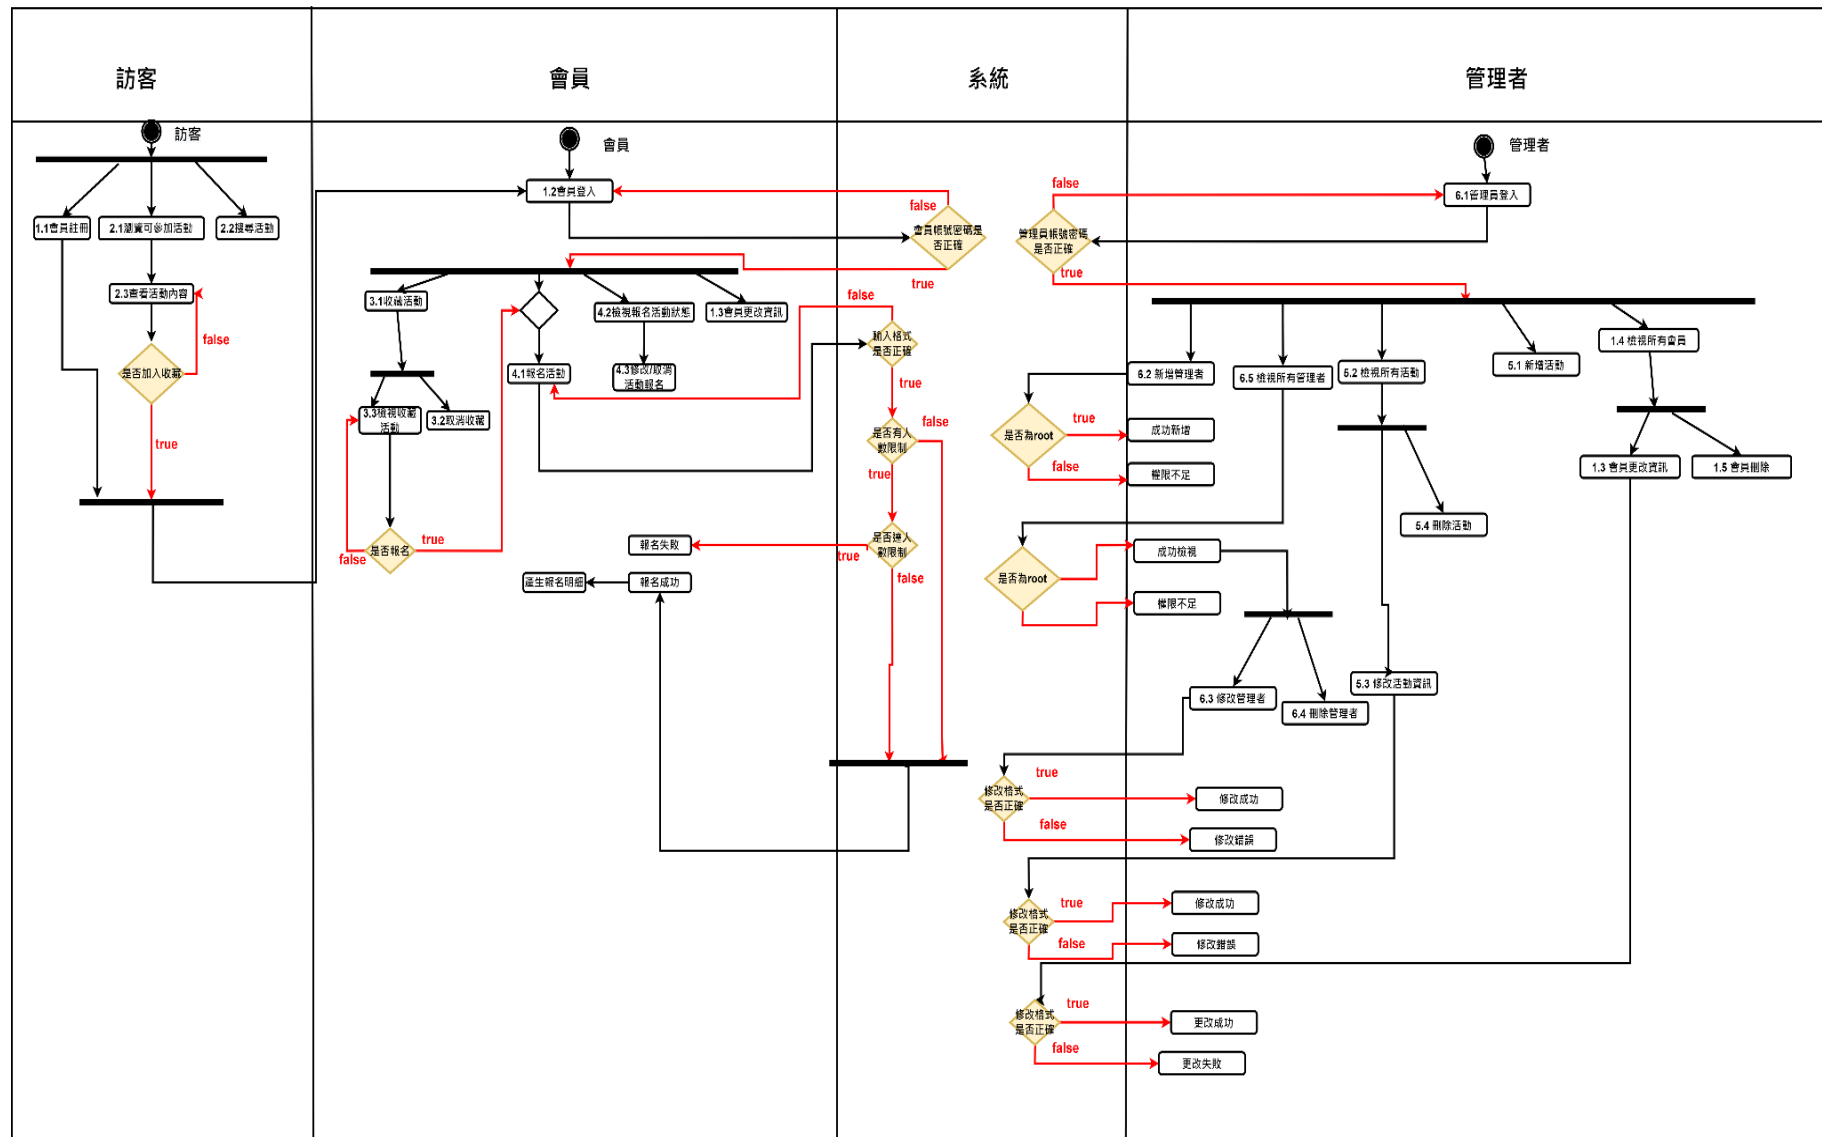 訪客
會員
系統
管理者
訪客
1.1會員註冊
2.1瀏覽可參加活動
2.2搜尋活動
2.3查看活動內容
false
是否加入收藏
true
會員
1.2會員登入
3.1收藏活動
4.2檢視報名活動狀態
1.3會員更改資訊
4.1報名活動
4.3修改/取消
活動報名
3.3檢視收藏
活動
3.2取消收藏
是否報名
true
false
報名失敗
產生報名明細
報名成功
false
會員帳號密碼是
否正確
true
false
輸入格式
是否正確
true
是否有人
數限制
false
true
是否達人
數限制
true
false
管理者
6.1管理員登入
false
管理員帳號密碼
是否正確
true
6.2 新增管理者
6.5 檢視所有管理者
5.2 檢視所有活動
5.1 新增活動
1.4 檢視所有會員
是否為root
true
成功新增
false
權限不足
1.3 會員更改資訊
1.5 會員刪除
5.4 刪除活動
是否為root
成功檢視
權限不足
6.3 修改管理者
6.4 刪除管理者
5.3 修改活動資訊
修改格式
是否正確
true
修改成功
false
修改錯誤
修改格式
是否正確
true
修改成功
false
修改錯誤
修改格式
是否正確
true
更改成功
false
更改失敗